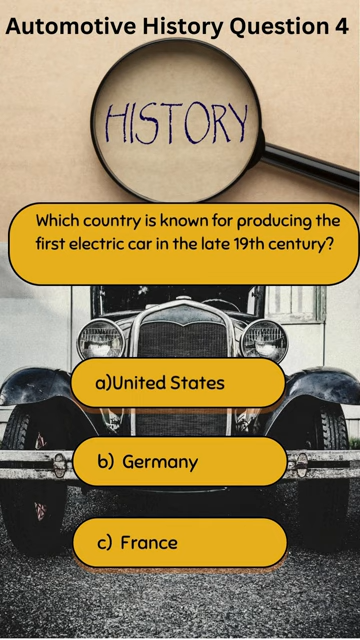 Automotive History Question 4
HISTORY
Which country is known for producing the
first electric car in the late 19th century?
a)United States
b) Germany
c) France